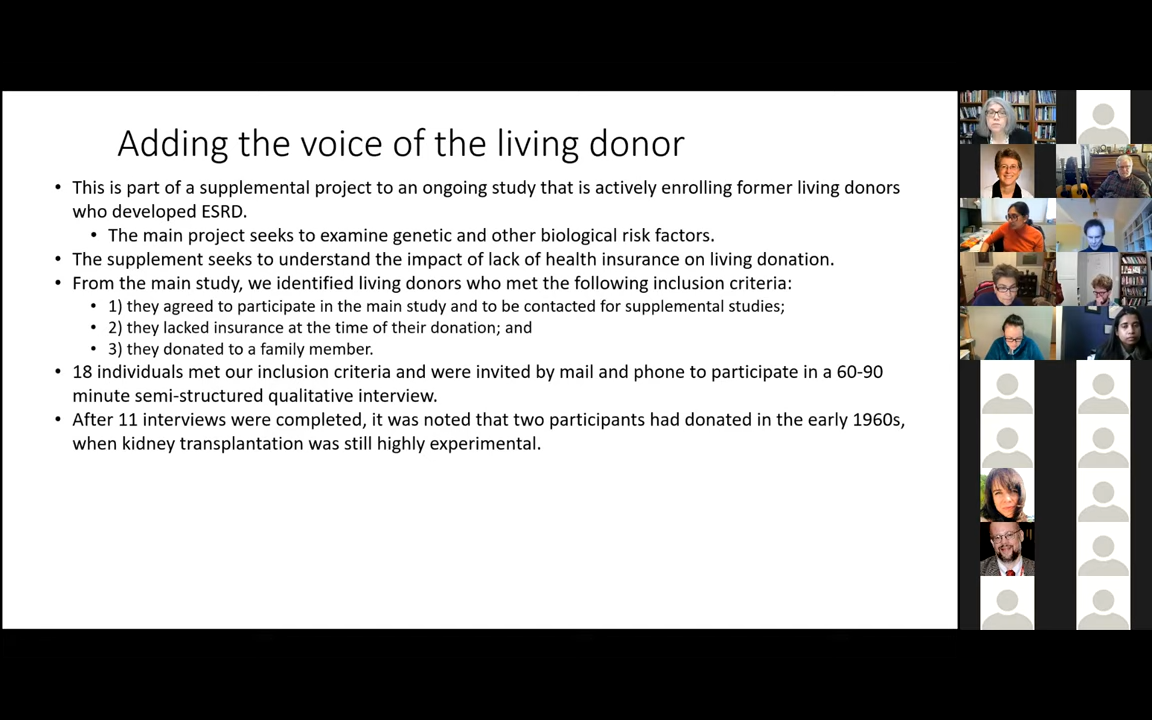 Adding the voice of the living donor
• This is part of a supplemental project to an ongoing study that is actively enrolling former living donors
who developed ESRD.
• The main project seeks to examine genetic and other biological risk factors.
• The supplement seeks to understand the impact of lack of health insurance on living donation.
• From the main study, we identified living donors who met the following inclusion criteria:
• 1) they agreed to participate in the main study and to be contacted for supplemental studies;
• 2) they lacked insurance at the time of their donation; and
• 3) they donated to a family member.
• 18 individuals met our inclusion criteria and were invited by mail and phone to participate in a 60-90
minute semi-structured qualitative interview.
• After 11 interviews were completed, it was noted that two participants had donated in the early 1960s,
when kidney transplantation was still highly experimental.